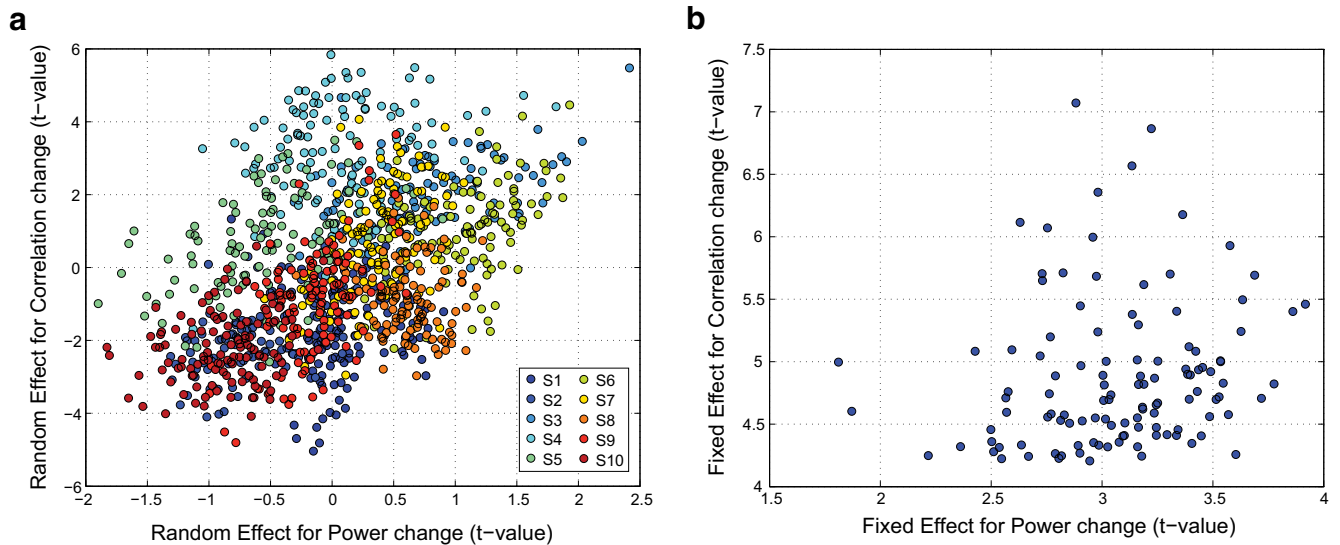 a
Random Effect for Correlation change (t−value)
6
4
2
0
−2
−4
−6
−2
−1.5
−1
−0.5
0
0.5
1
1.5
2
2.5
Random Effect for Power change (t−value)
S1
S2
S3
S4
S5
S6
S7
S8
S9
S10
b
Fixed Effect for Correlation change (t−value)
7.5
7
6.5
6
5.5
5
4.5
4
1.5
2
2.5
3
3.5
4
Fixed Effect for Power change (t−value)